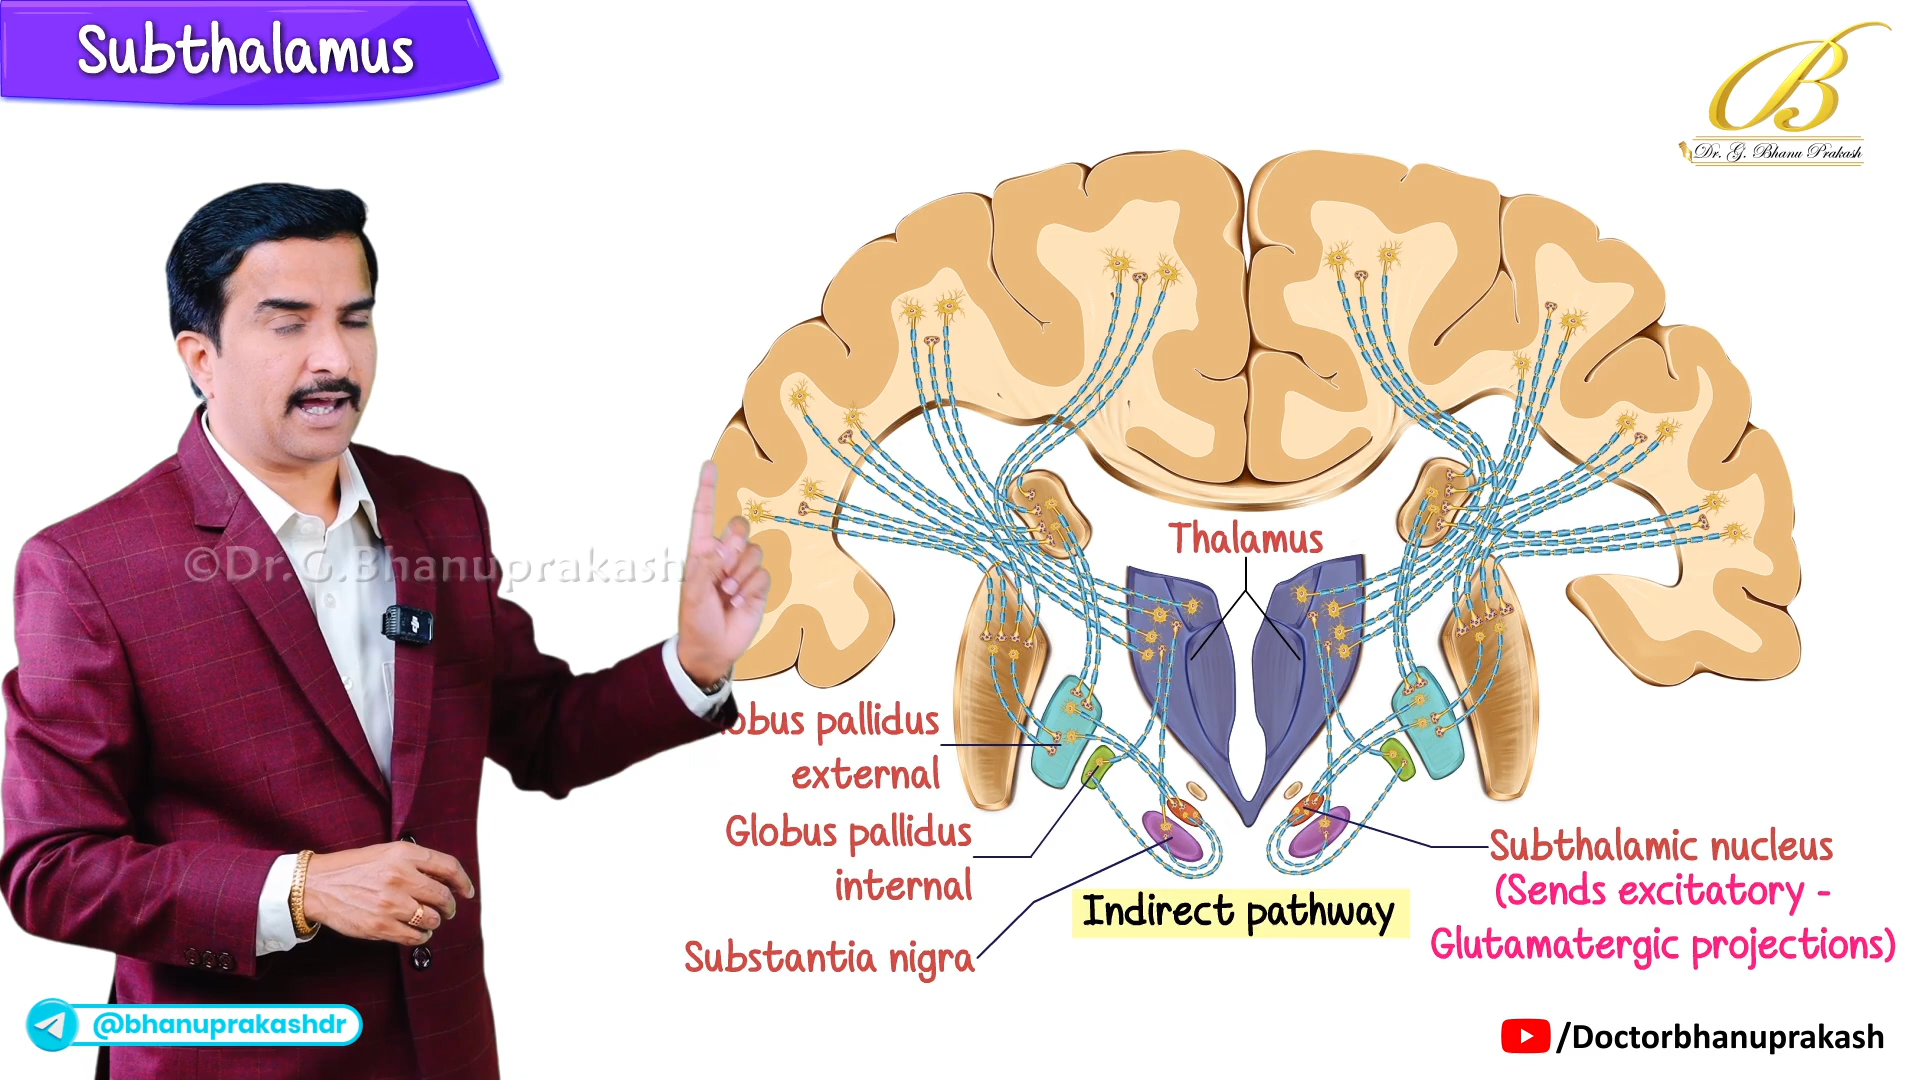 Subthalamus
Dr. G. Bhanu Prakash
©Dr.G.Bhanuprakash
Thalamus
obus pallidus
external
Globus pallidus
internal
Substantia nigra
Indirect pathway
Subthalamic nucleus
(Sends excitatory -
Glutamatergic projections)
@bhanuprakashdr
/Doctorbhanuprakash